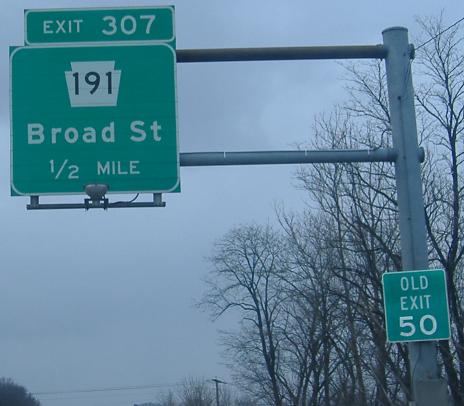 EXIT 307
191
Broad St
1/2 MILE
OLD
EXIT
50